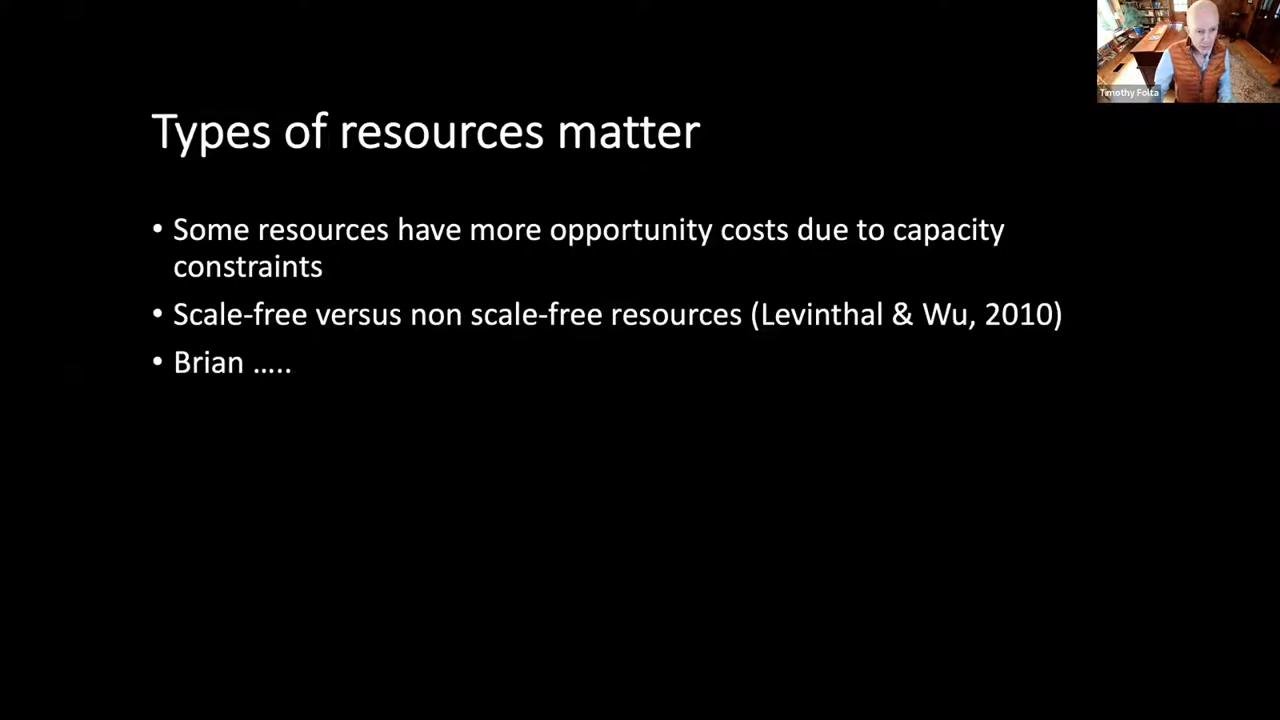 Timothy Folta
Types of resources matter
• Some resources have more opportunity costs due to capacity
constraints
• Scale-free versus non scale-free resources (Levinthal & Wu, 2010)
• Brian …..